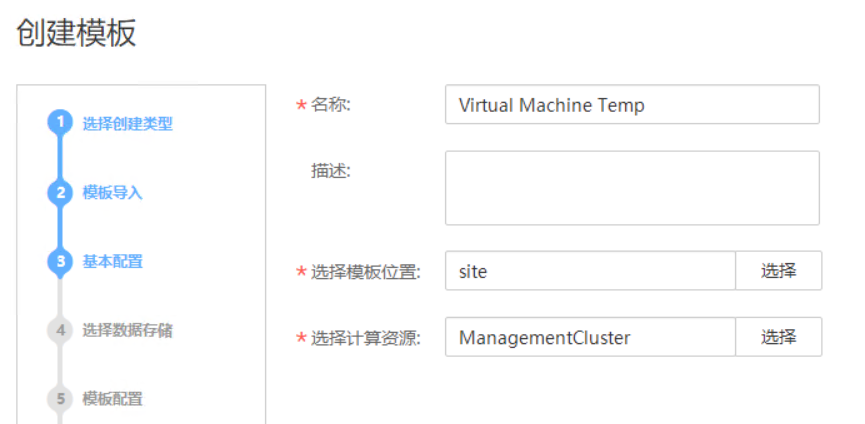 创建模板
1 选择创建类型
2 模板导入
3 基本配置
4 选择数据存储
5 模板配置
* 名称: Virtual Machine Temp
描述:
* 选择模板位置: site 选择
* 选择计算资源: ManagementCluster 选择